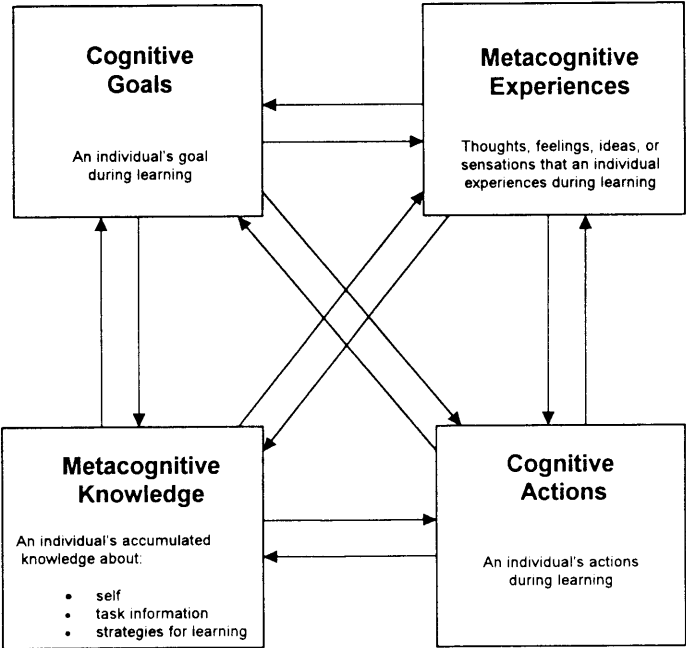 Cognitive
Goals
An individual's goal
during learning
Metacognitive
Experiences
Thoughts, feelings, ideas, or
sensations that an individual
experiences during learning
Metacognitive
Knowledge
An individual's accumulated
knowledge about:
• self
• task information
• strategies for learning
Cognitive
Actions
An individual's actions
during learning